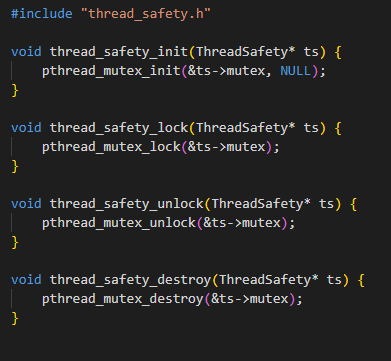 #include "thread_safety.h"
void thread_safety_init(ThreadSafety* ts) {
    pthread_mutex_init(&ts->mutex, NULL);
}
void thread_safety_lock(ThreadSafety* ts) {
    pthread_mutex_lock(&ts->mutex);
}
void thread_safety_unlock(ThreadSafety* ts) {
    pthread_mutex_unlock(&ts->mutex);
}
void thread_safety_destroy(ThreadSafety* ts) {
    pthread_mutex_destroy(&ts->mutex);
}